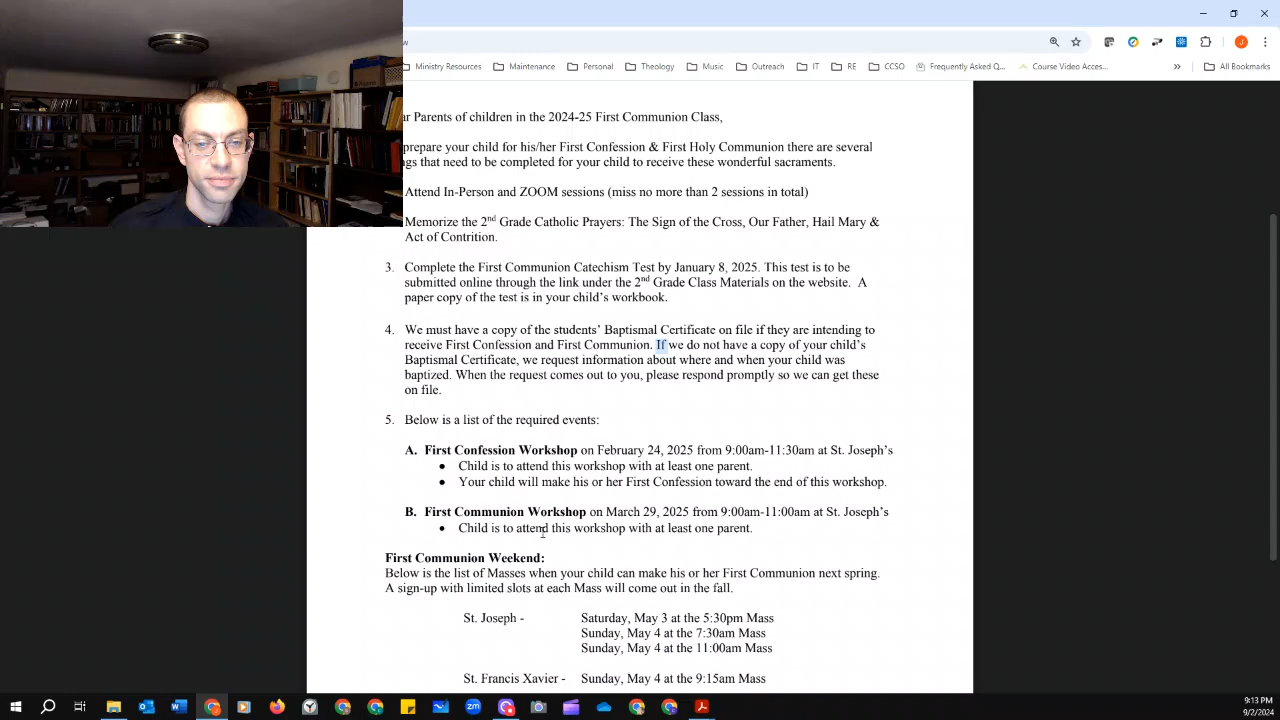 Ministry Resources Maintenance Personal Theology Music Outreach IT RE CCSO Frequently Asked Q... Course Video Acces... » All Bookmarks
ar Parents of children in the 2024-25 First Communion Class,
prepare your child for his/her First Confession & First Holy Communion there are several
ngs that need to be completed for your child to receive these wonderful sacraments.
Attend In-Person and ZOOM sessions (miss no more than 2 sessions in total)
Memorize the 2nd Grade Catholic Prayers: The Sign of the Cross, Our Father, Hail Mary &
Act of Contrition.
3. Complete the First Communion Catechism Test by January 8, 2025. This test is to be
submitted online through the link under the 2nd Grade Class Materials on the website. A
paper copy of the test is in your child’s workbook.
4. We must have a copy of the students’ Baptismal Certificate on file if they are intending to
receive First Confession and First Communion. If we do not have a copy of your child’s
Baptismal Certificate, we request information about where and when your child was
baptized. When the request comes out to you, please respond promptly so we can get these
on file.
5. Below is a list of the required events:
A. First Confession Workshop on February 24, 2025 from 9:00am-11:30am at St. Joseph’s
● Child is to attend this workshop with at least one parent.
● Your child will make his or her First Confession toward the end of this workshop.
B. First Communion Workshop on March 29, 2025 from 9:00am-11:00am at St. Joseph’s
● Child is to attend this workshop with at least one parent.
First Communion Weekend:
Below is the list of Masses when your child can make his or her First Communion next spring.
A sign-up with limited slots at each Mass will come out in the fall.
St. Joseph - Saturday, May 3 at the 5:30pm Mass
Sunday, May 4 at the 7:30am Mass
Sunday, May 4 at the 11:00am Mass
St. Francis Xavier - Sunday, May 4 at the 9:15am Mass
9:13 PM
9/2/2024